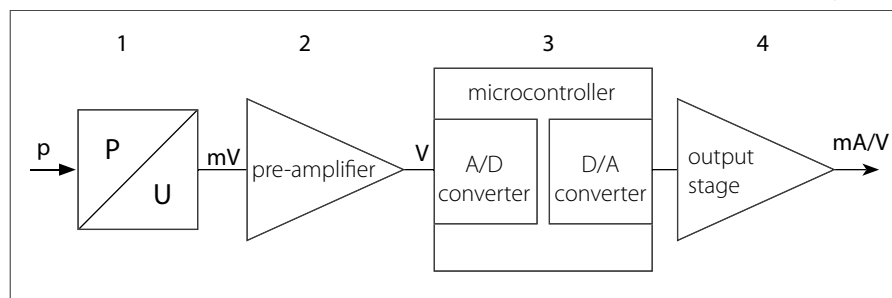 1
2
3
4
p
P
U
mV
pre-amplifier
V
microcontroller
A/D
converter
D/A
converter
output
stage
mA/V